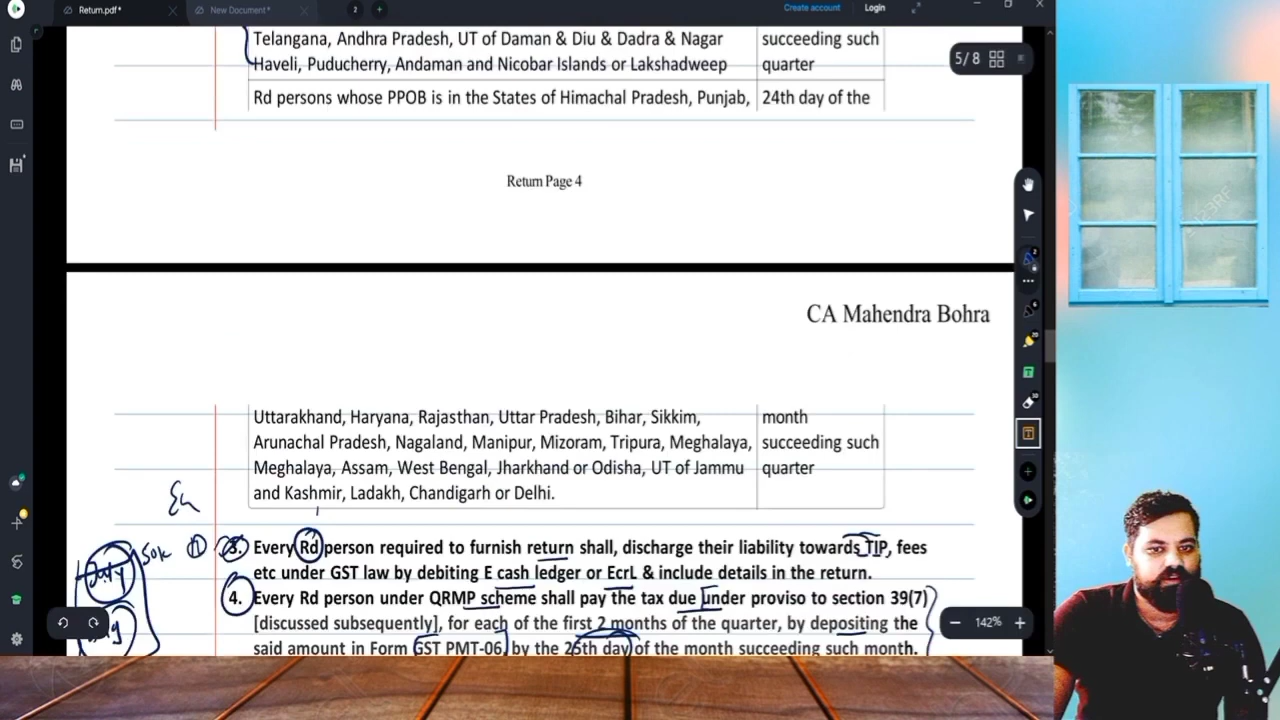 Return.pdf*
New Document*
2
Create account
Login
Telangana, Andhra Pradesh, UT of Daman & Diu & Dadra & Nagar
succeeding such
Haveli, Puducherry, Andaman and Nicobar Islands or Lakshadweep
quarter
5/8
Rd persons whose PPOB is in the States of Himachal Pradesh, Punjab,
24th day of the
Return Page 4
CA Mahendra Bohra
Uttarakhand, Haryana, Rajasthan, Uttar Pradesh, Bihar, Sikkim,
month
Arunachal Pradesh, Nagaland, Manipur, Mizoram, Tripura, Meghalaya,
succeeding such
Meghalaya, Assam, West Bengal, Jharkhand or Odisha, UT of Jammu
quarter
and Kashmir, Ladakh, Chandigarh or Delhi.
50k
3. Every Rd person required to furnish return shall, discharge their liability towards TIP, fees
etc under GST law by debiting E cash ledger or EcrL & include details in the return.
4. Every Rd person under QRMP scheme shall pay the tax due under proviso to section 39(7)
[discussed subsequently], for each of the first 2 months of the quarter, by depositing the
said amount in Form GST PMT-06, by the 25th day of the month succeeding such month.
142%